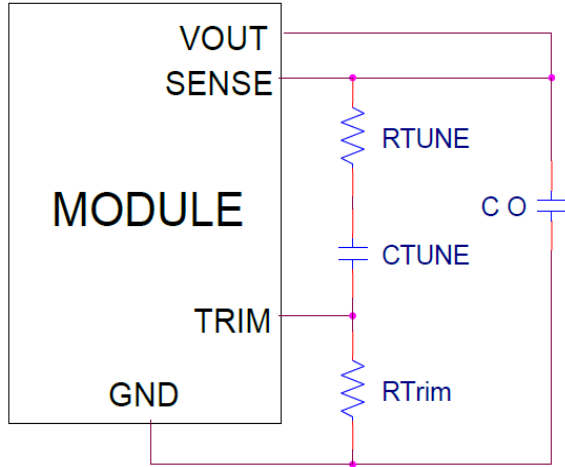 VOUT
SENSE
RTUNE
MODULE
C O
CTUNE
TRIM
RTrim
GND